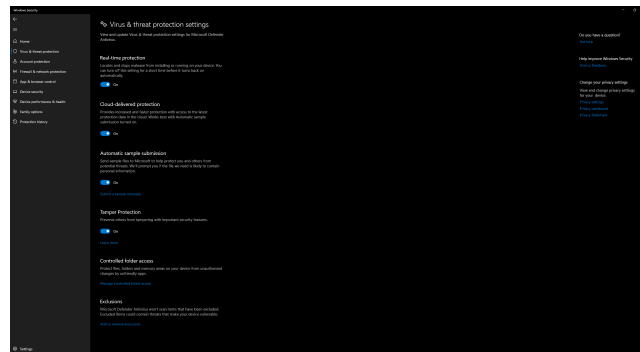 Windows Security
Home
Virus & threat protection
Account protection
Firewall & network protection
App & browser control
Device security
Device performance & health
Family options
Protection history
Settings
Virus & threat protection settings
View and update Virus & threat protection settings for Microsoft Defender
Antivirus.
Real-time protection
Locates and stops malware from installing or running on your device. You
can turn off this setting for a short time before it turns back on
automatically.
On
Cloud-delivered protection
Provides increased and faster protection with access to the latest
protection data in the cloud. Works best with Automatic sample
submission turned on.
On
Automatic sample submission
Send sample files to Microsoft to help protect you and others from
potential threats. We'll prompt you if the file we need is likely to contain
personal information.
On
Submit a sample manually
Tamper Protection
Prevents others from tampering with important security features.
On
Learn more
Controlled folder access
Protect files, folders and memory areas on your device from unauthorised
changes by unfriendly apps.
Manage Controlled folder access
Exclusions
Microsoft Defender Antivirus won't scan items that have been excluded.
Excluded items could contain threats that make your device vulnerable.
Add or remove exclusions
Do you have a question?
Get help
Help improve Windows Security
Give us feedback
Change your privacy settings
View and change privacy settings
for your device.
Privacy settings
Privacy dashboard
Privacy Statement